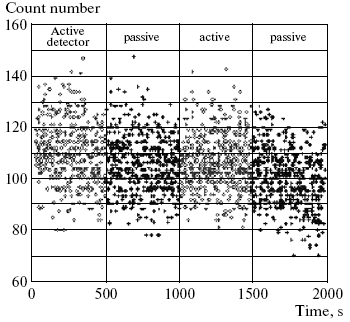 Count number
160
Active
detector passive active passive
140
120
100
80
60
0 500 1000 1500 2000
Time, s